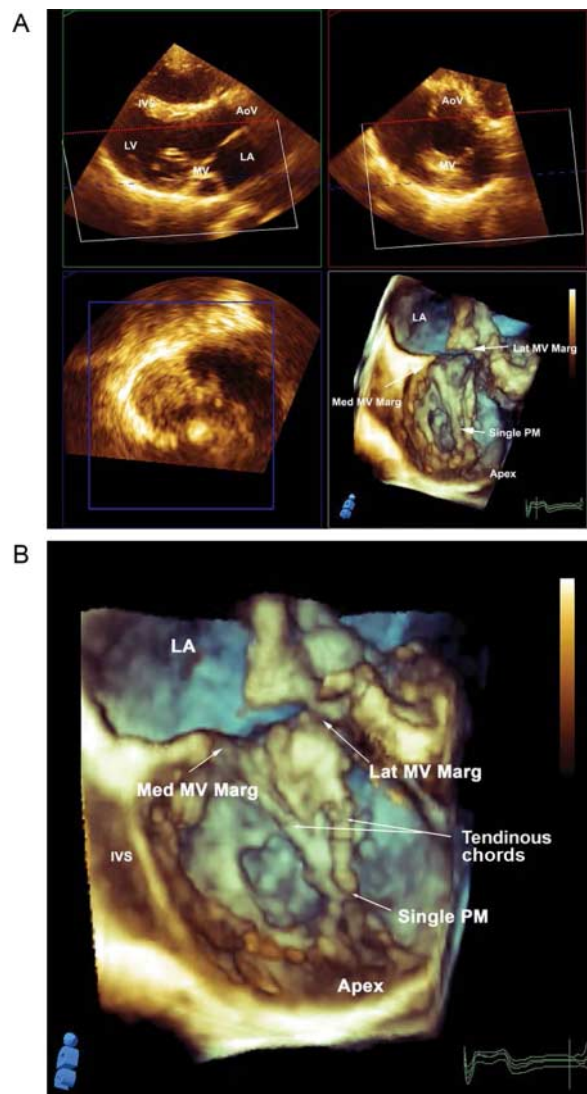 A
IVS
AoV
LV
MV
LA
AoV
MV
LA
Lat MV Marg
Med MV Marg
Single PM
Apex
B
LA
Med MV Marg
Lat MV Marg
IVS
Tendinous
chords
Single PM
Apex